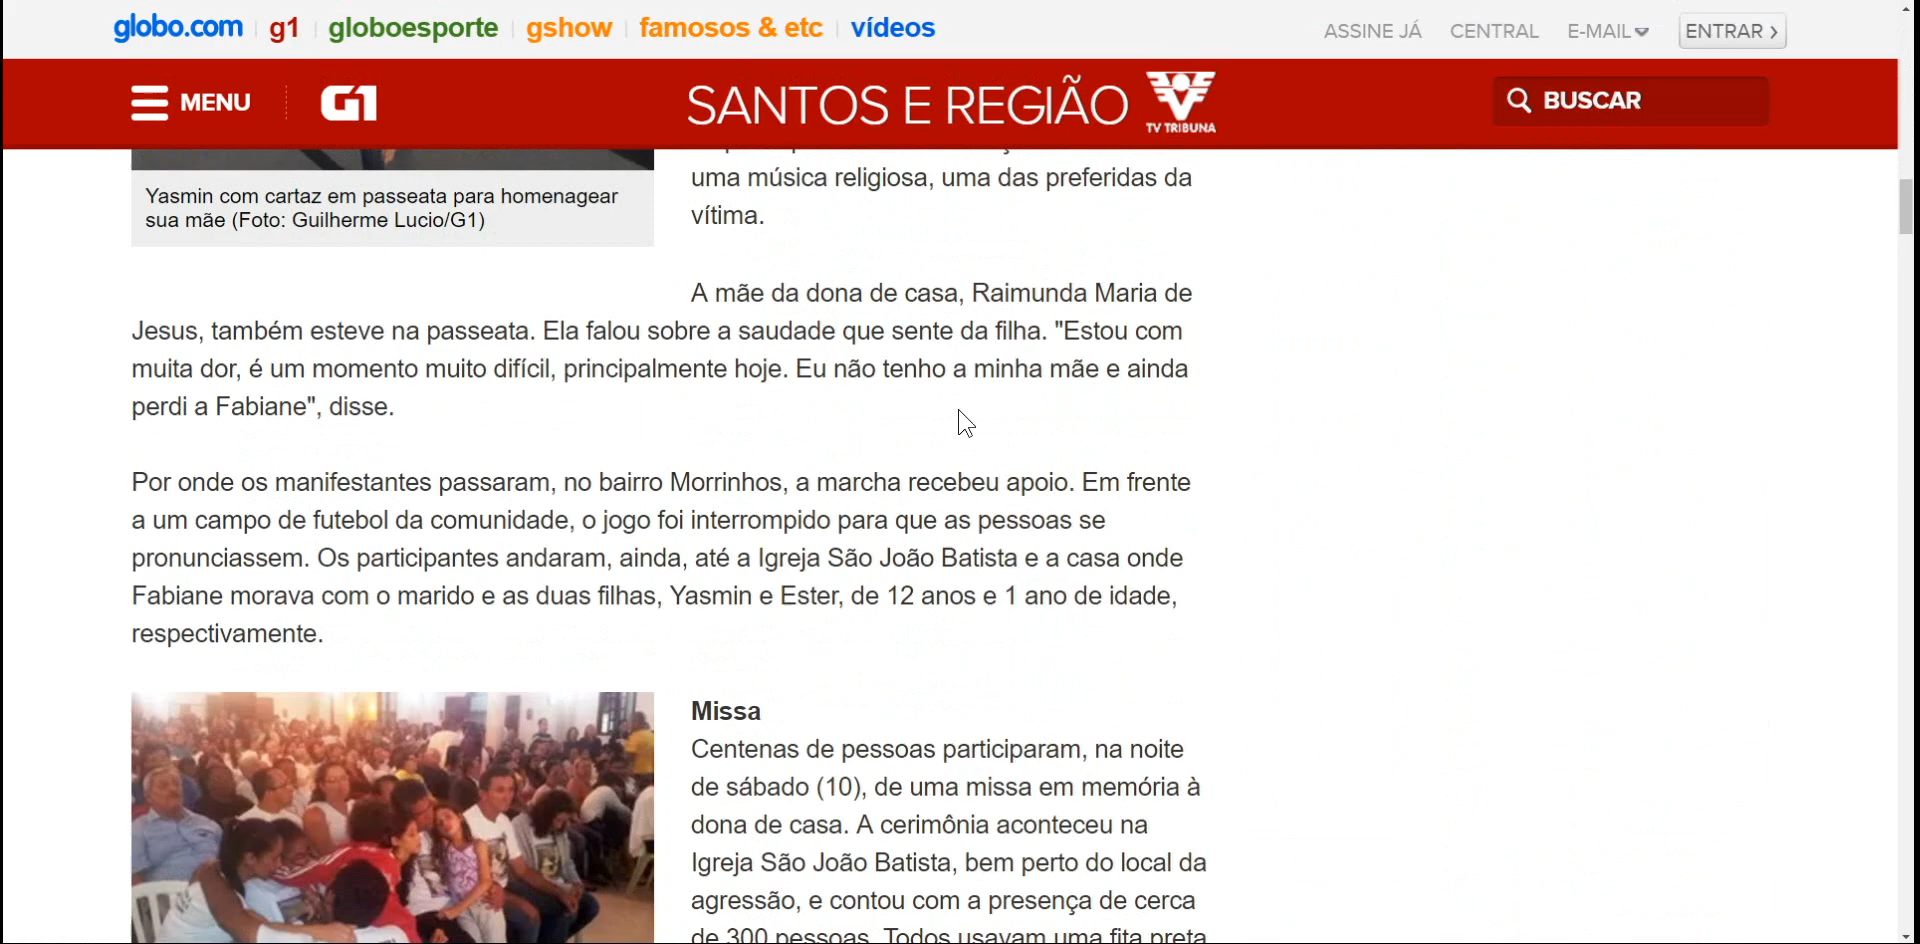 globo.com g1 globoesporte gshow famosos & etc vídeos ASSINE JÁ CENTRAL E-MAIL ENTRAR
MENU G1 SANTOS E REGIÃO TV TRIBUNA BUSCAR
Yasmin com cartaz em passeata para homenagear
sua mãe (Foto: Guilherme Lucio/G1)
uma música religiosa, uma das preferidas da
vítima.
A mãe da dona de casa, Raimunda Maria de
Jesus, também esteve na passeata. Ela falou sobre a saudade que sente da filha. "Estou com
muita dor, é um momento muito difícil, principalmente hoje. Eu não tenho a minha mãe e ainda
perdi a Fabiane", disse.
Por onde os manifestantes passaram, no bairro Morrinhos, a marcha recebeu apoio. Em frente
a um campo de futebol da comunidade, o jogo foi interrompido para que as pessoas se
pronunciassem. Os participantes andaram, ainda, até a Igreja São João Batista e a casa onde
Fabiane morava com o marido e as duas filhas, Yasmin e Ester, de 12 anos e 1 ano de idade,
respectivamente.
Missa
Centenas de pessoas participaram, na noite
de sábado (10), de uma missa em memória à
dona de casa. A cerimônia aconteceu na
Igreja São João Batista, bem perto do local da
agressão, e contou com a presença de cerca
de 300 pessoas. Todos usavam uma fita preta